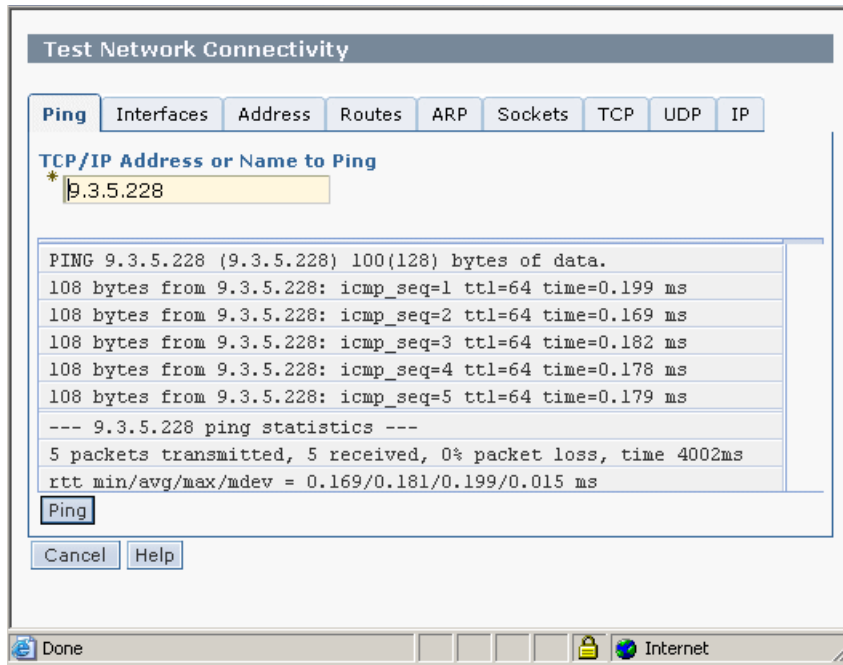 Test Network Connectivity
Ping Interfaces Address Routes ARP Sockets TCP UDP IP
TCP/IP Address or Name to Ping
* 9.3.5.228
PING 9.3.5.228 (9.3.5.228) 100(128) bytes of data.
108 bytes from 9.3.5.228: icmp_seq=1 ttl=64 time=0.199 ms
108 bytes from 9.3.5.228: icmp_seq=2 ttl=64 time=0.169 ms
108 bytes from 9.3.5.228: icmp_seq=3 ttl=64 time=0.182 ms
108 bytes from 9.3.5.228: icmp_seq=4 ttl=64 time=0.178 ms
108 bytes from 9.3.5.228: icmp_seq=5 ttl=64 time=0.179 ms
--- 9.3.5.228 ping statistics ---
5 packets transmitted, 5 received, 0% packet loss, time 4002ms
rtt min/avg/max/mdev = 0.169/0.181/0.199/0.015 ms
Ping
Cancel Help
Done Internet